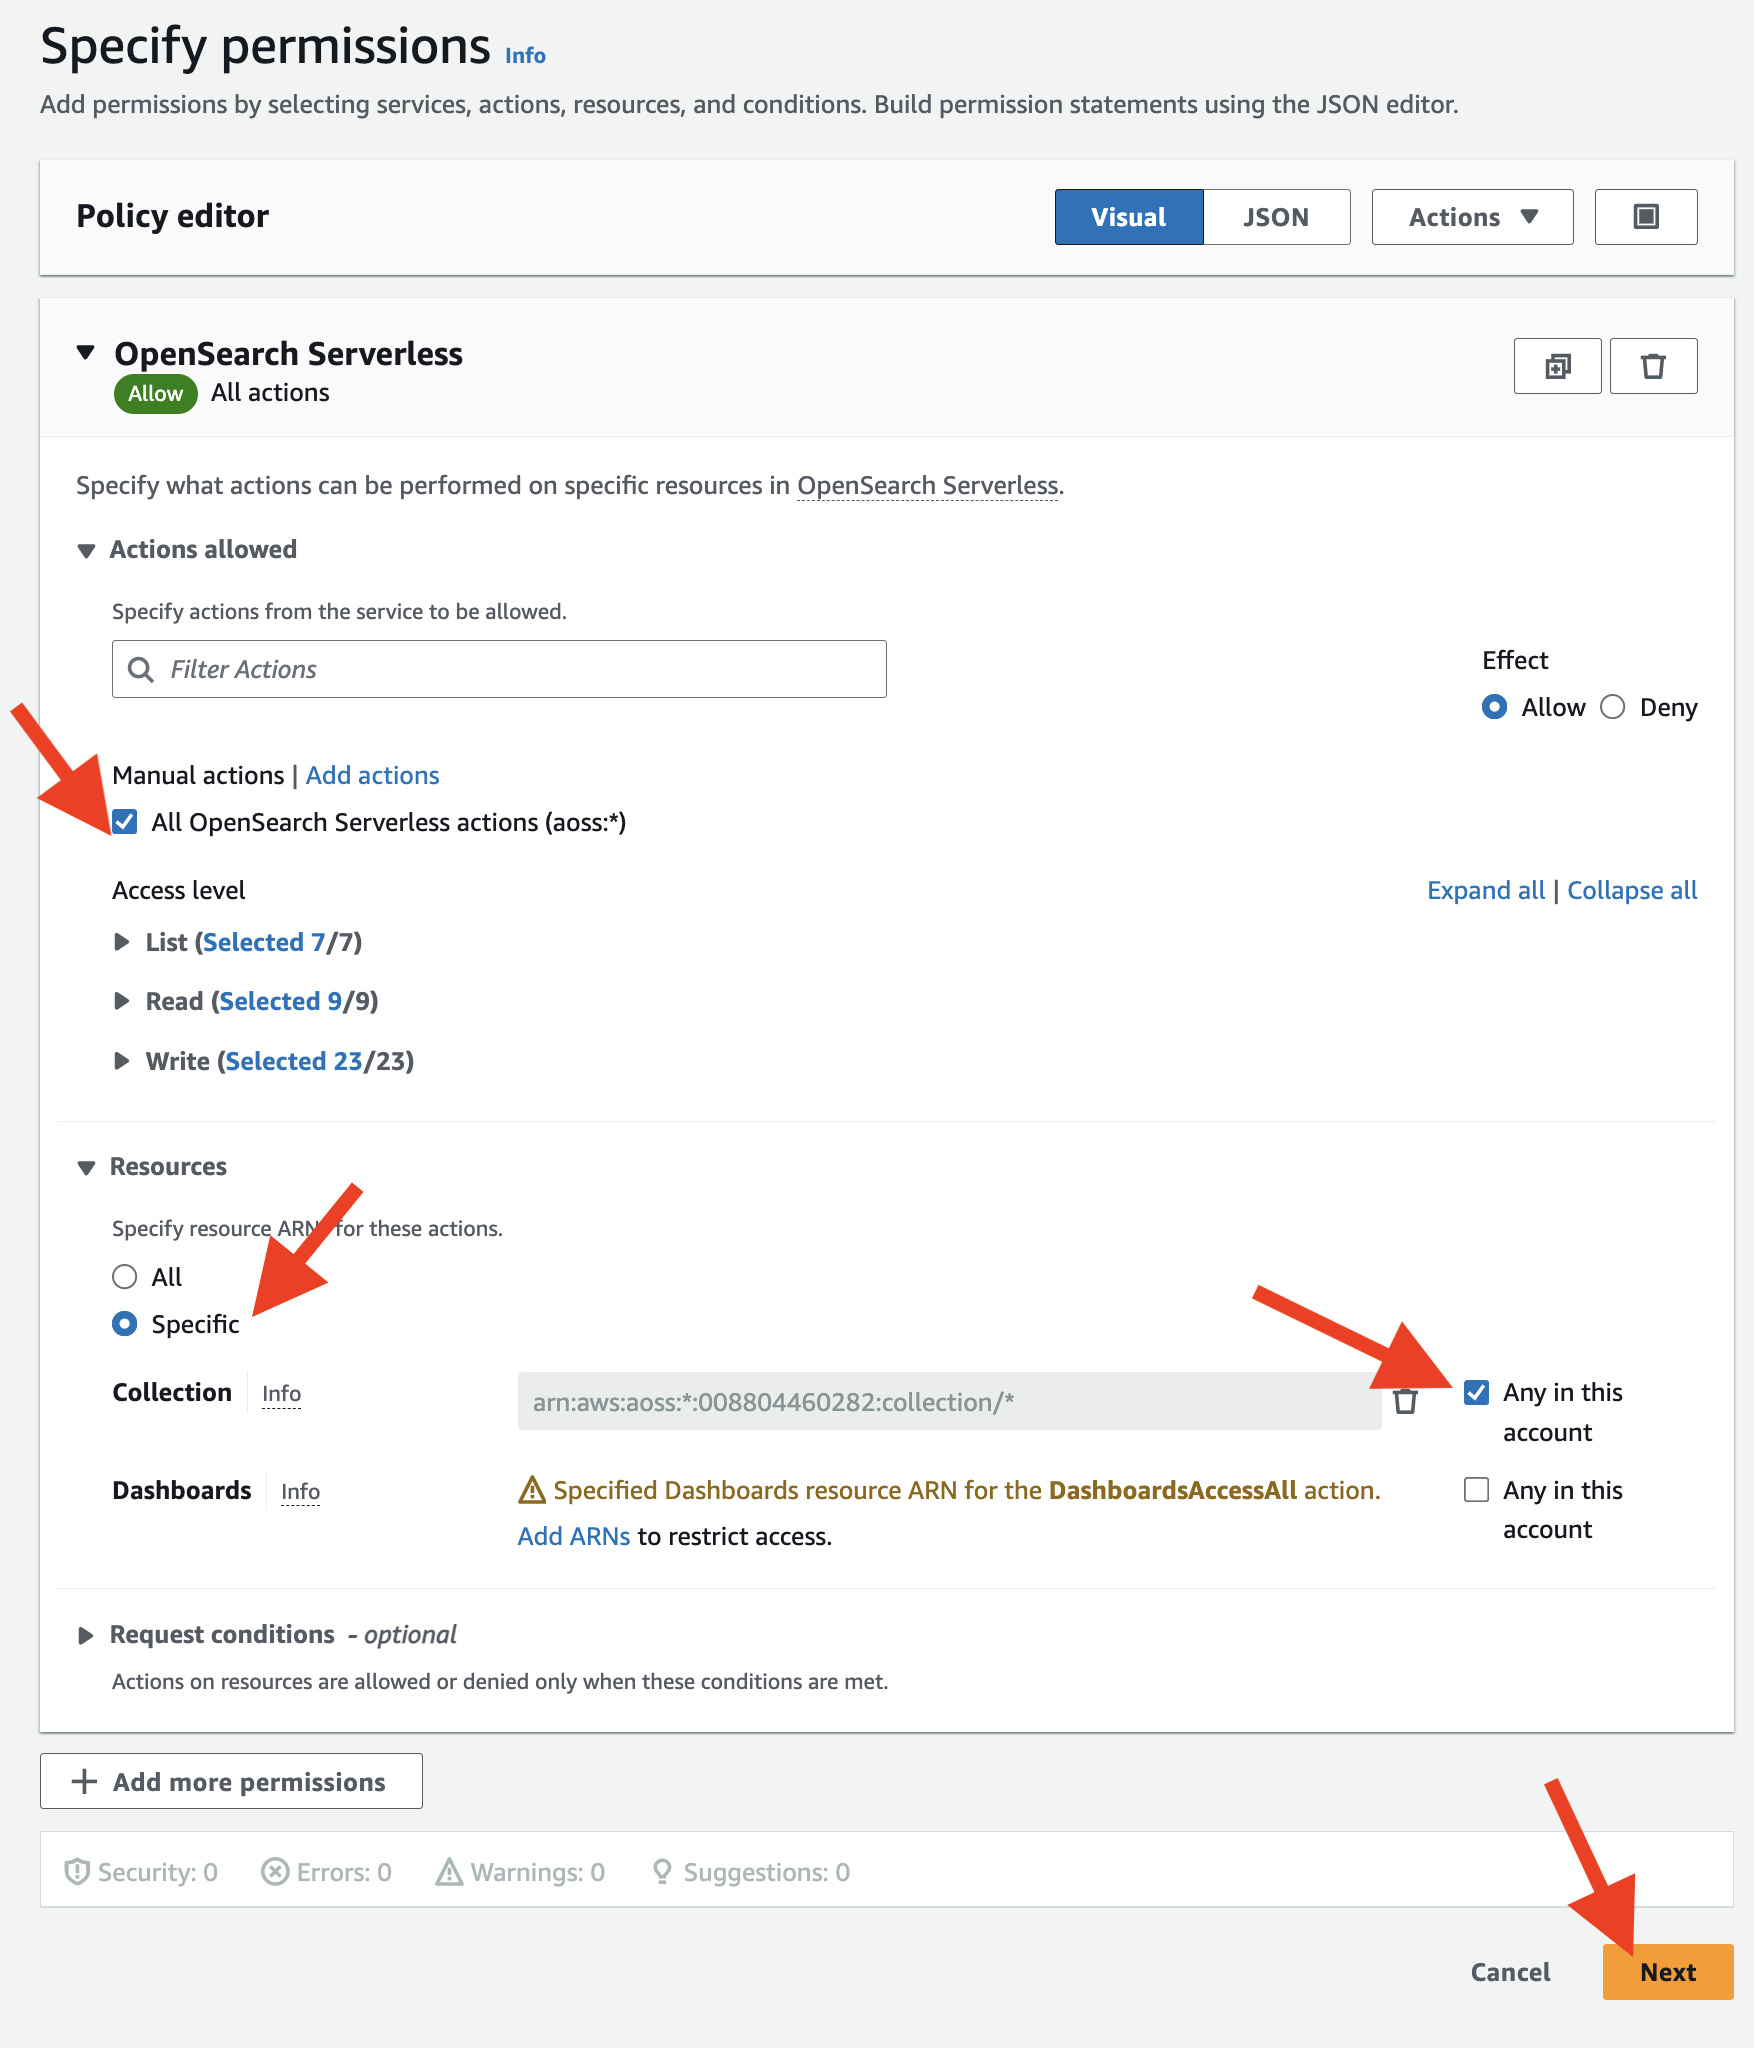 Specify permissions Info
Add permissions by selecting services, actions, resources, and conditions. Build permission statements using the JSON editor.
Policy editor
Visual JSON Actions
OpenSearch Serverless
Allow All actions
Specify what actions can be performed on specific resources in OpenSearch Serverless.
Actions allowed
Specify actions from the service to be allowed.
Filter Actions
Effect
Allow Deny
Manual actions | Add actions
All OpenSearch Serverless actions (aoss:*)
Access level
Expand all | Collapse all
List (Selected 7/7)
Read (Selected 9/9)
Write (Selected 23/23)
Resources
Specify resource ARN for these actions.
All
Specific
Collection Info
arn:aws:aoss:*:008804460282:collection/*
Any in this
account
Dashboards Info
Specified Dashboards resource ARN for the DashboardsAccessAll action.
Add ARNs to restrict access.
Any in this
account
Request conditions - optional
Actions on resources are allowed or denied only when these conditions are met.
Add more permissions
Security: 0 Errors: 0 Warnings: 0 Suggestions: 0
Cancel Next